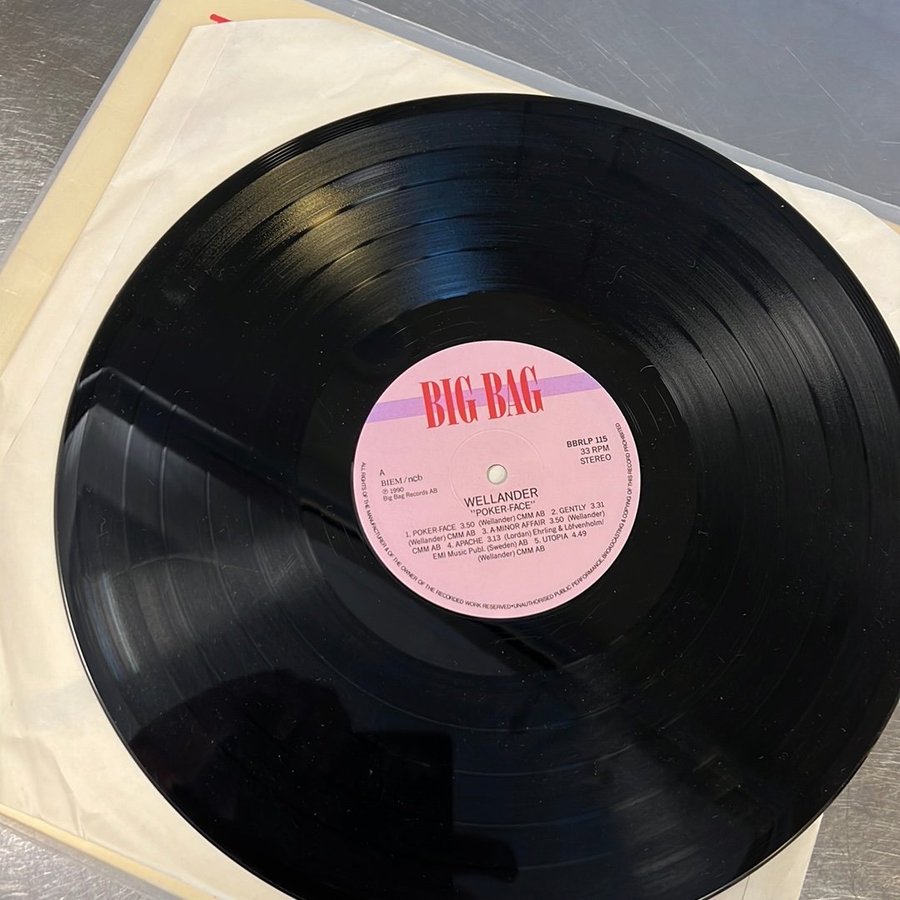 BIG BAG
BBRLP 115
33 RPM
STEREO
A
BIEM/ncb
℗ 1990
Big Bag Records AB
WELLANDER
"POKER-FACE"
1. POKER-FACE 3.50 (Wellander) CMM AB 2. GENTLY 3.31
(Wellander) CMM AB 3. A-MINOR AFFAIR 3.50 (Wellander)
CMM AB 4. APACHE 3.13 (Lordan) Ehrling & Löfvenholm/
EMI Music Publ. (Sweden) AB 5. UTOPIA 4.49
(Wellander) CMM AB
ALL RIGHTS OF THE MANUFACTURER & OF THE OWNER OF THE RECORDED WORK RESERVED•UNAUTHORISED PUBLIC PERFORMANCE, BROADCASTING & COPYING OF THIS RECORD PROHIBITED